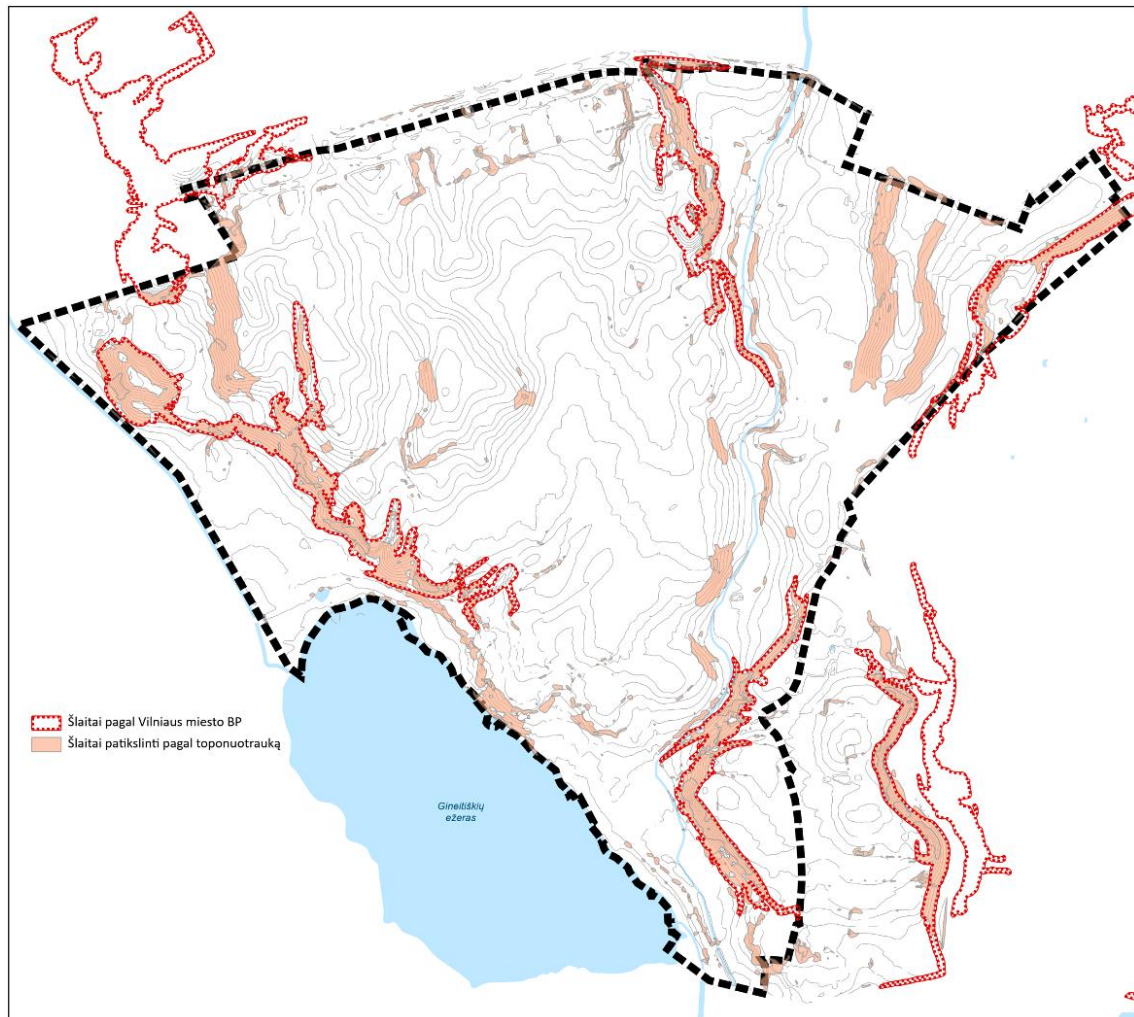 Šlaitai pagal Vilniaus miesto BP
Šlaitai patikslinti pagal toponuotrauką
Gineitiškių
ežeras